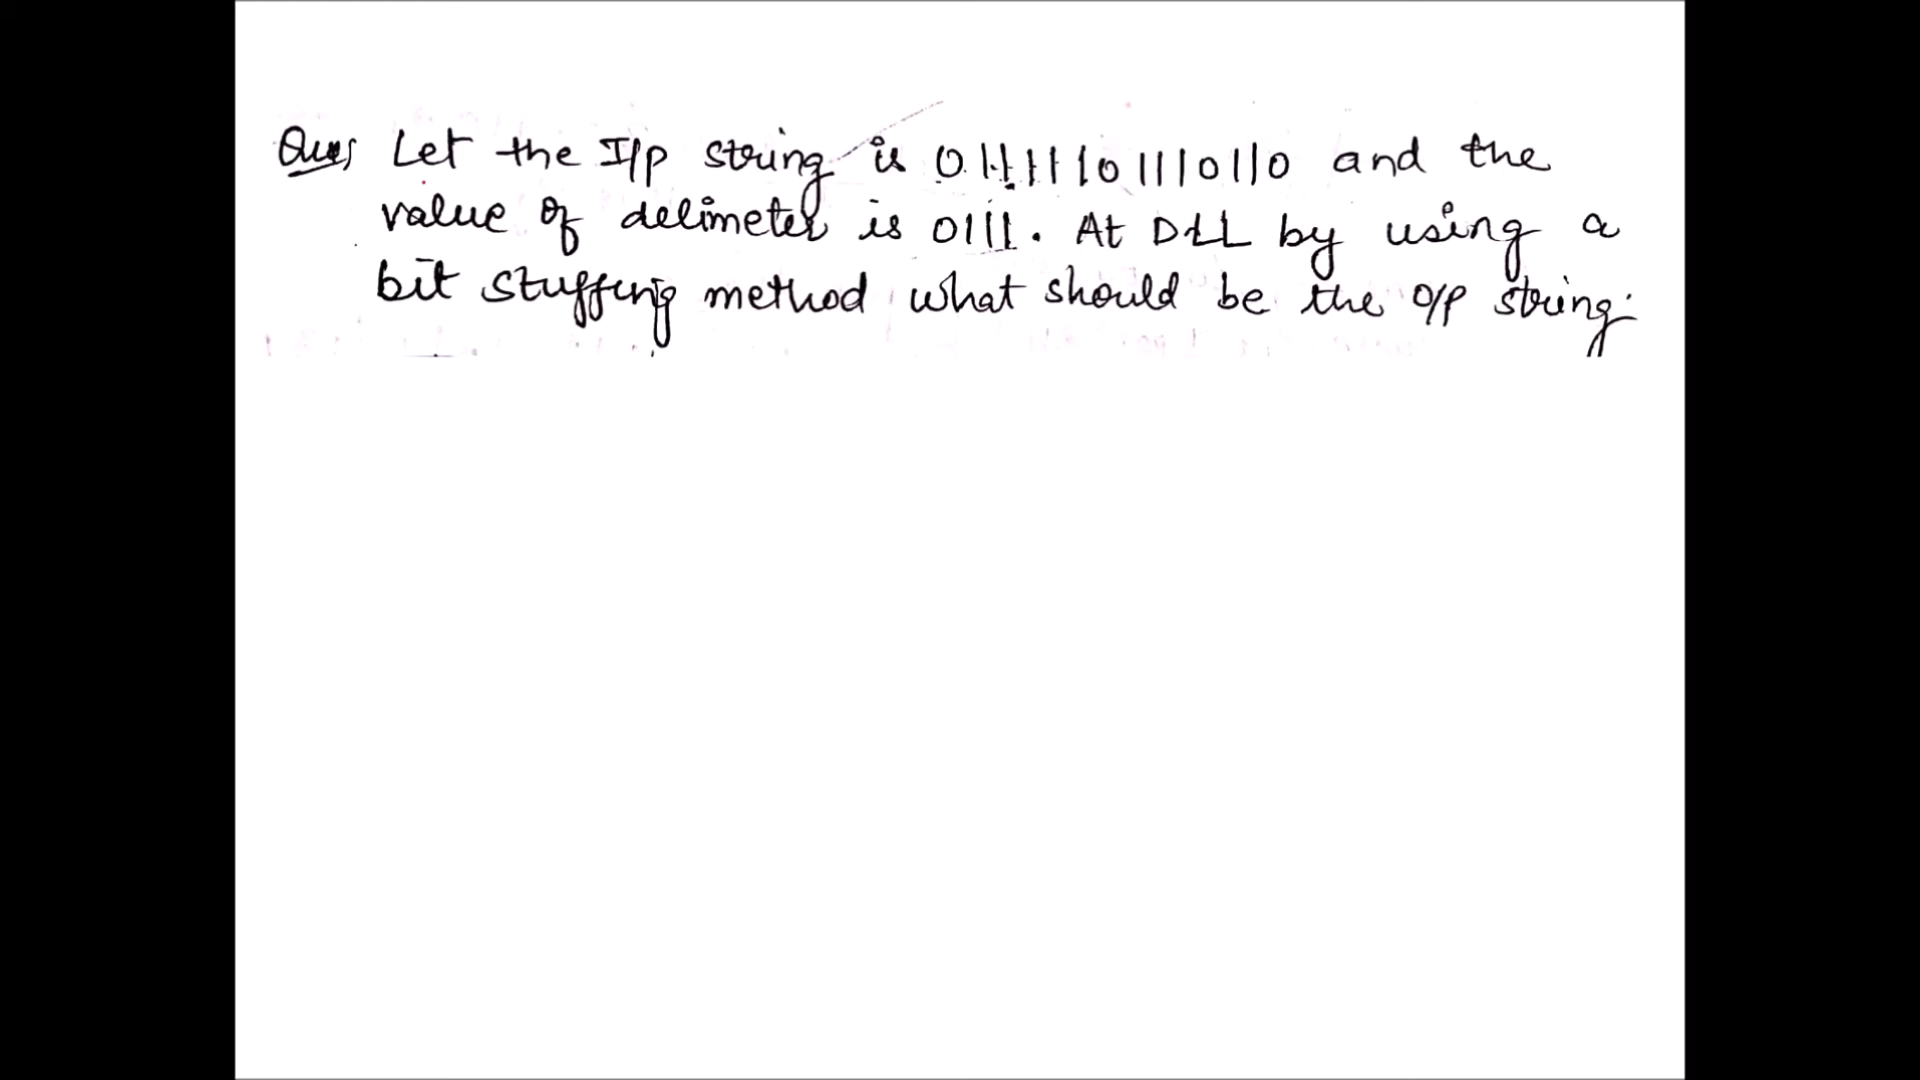 Ques Let the I/p string is 01111101110110 and the
value of delimeter is 0111. At DLL by using a
bit stuffing method what should be the o/p string.